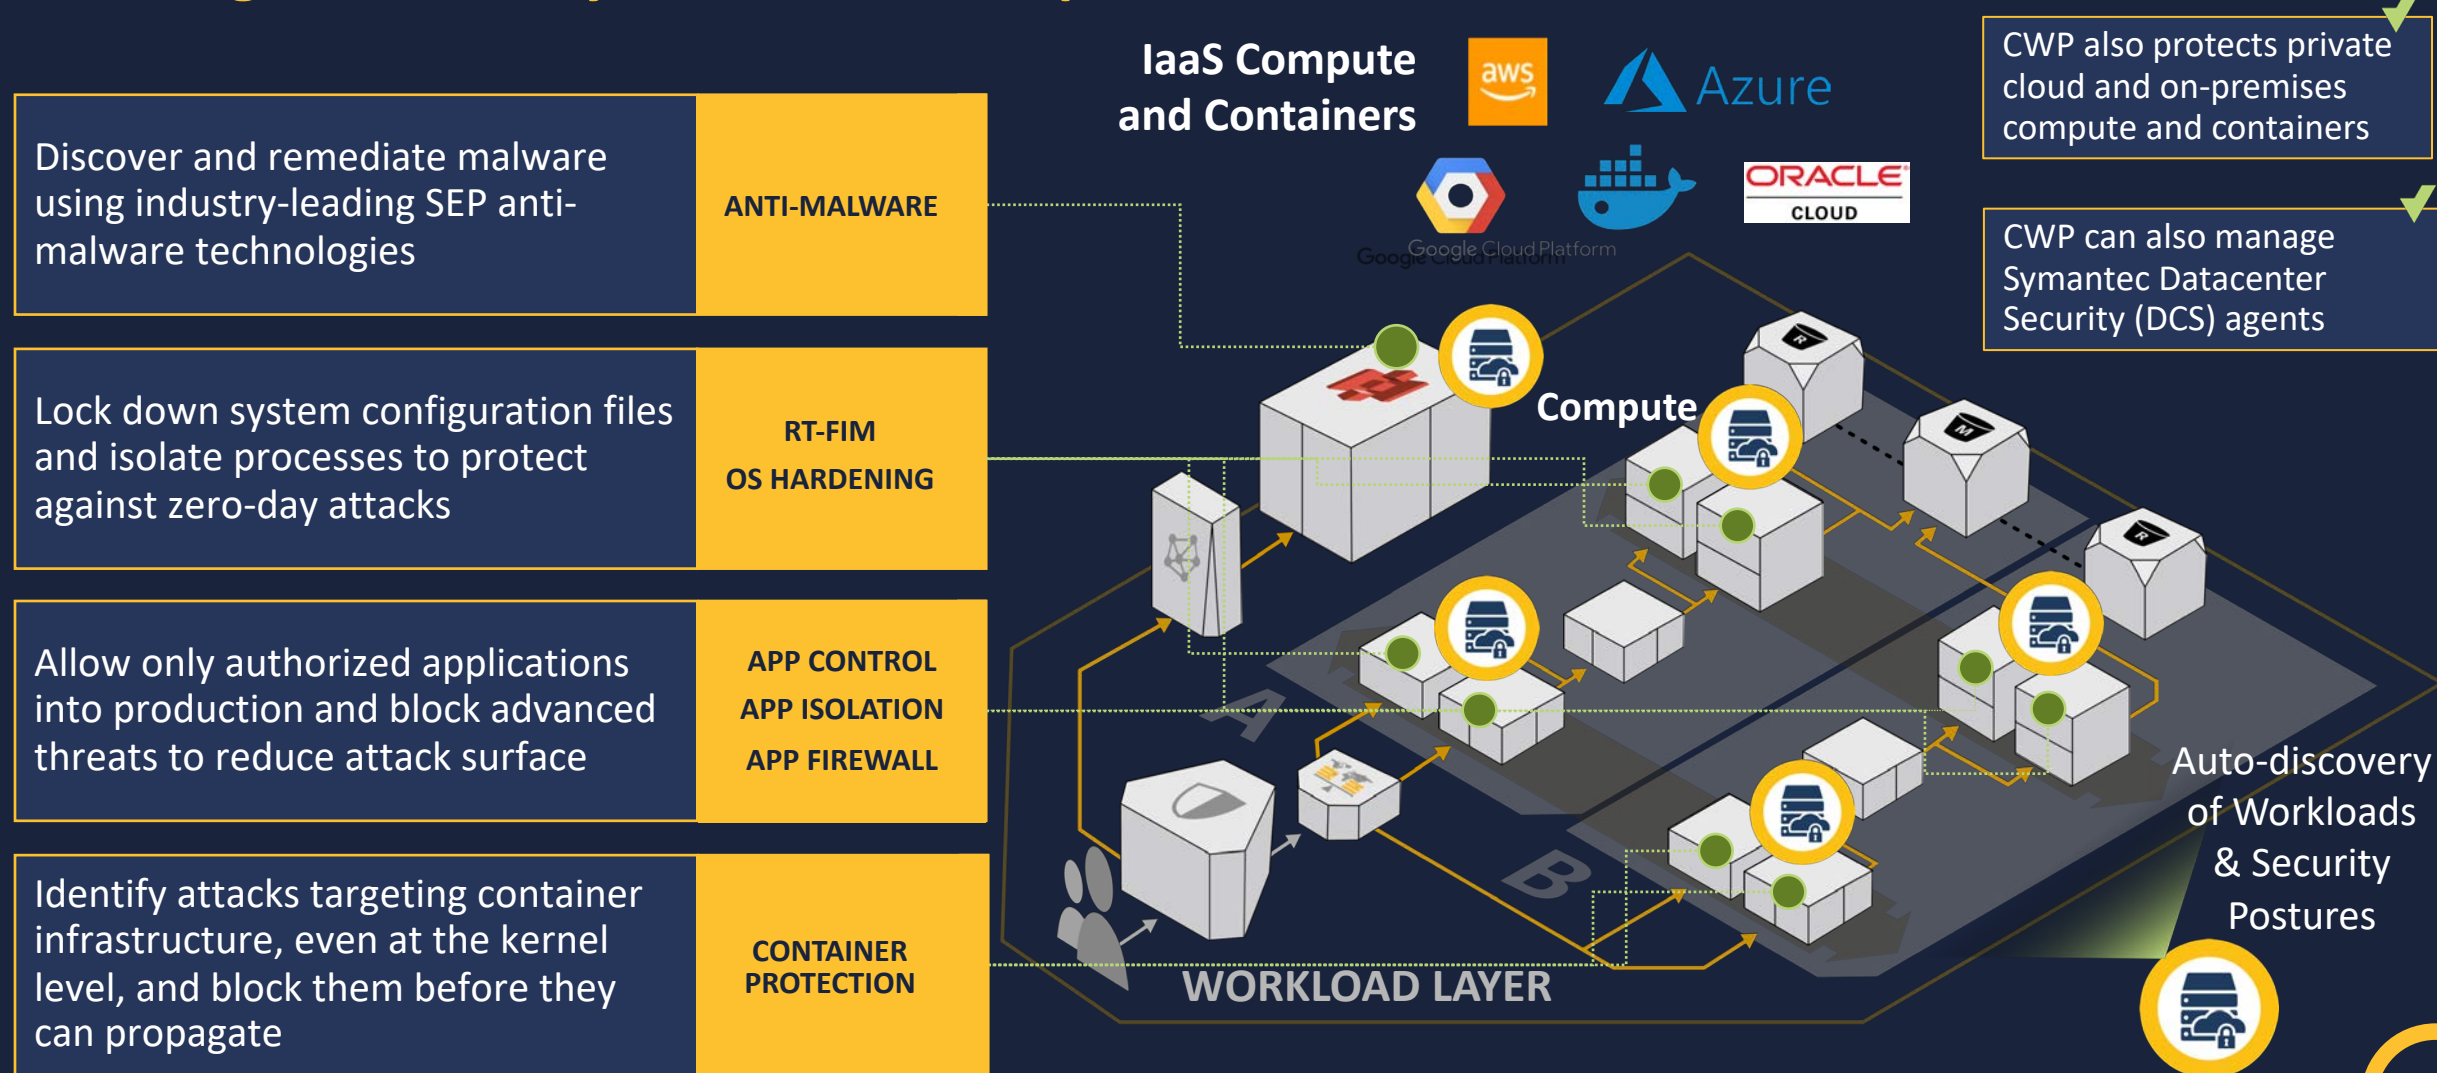 Discover and remediate malware
using industry-leading SEP anti-
malware technologies
ANTI-MALWARE
Lock down system configuration files
and isolate processes to protect
against zero-day attacks
RT-FIM
OS HARDENING
Allow only authorized applications
into production and block advanced
threats to reduce attack surface
APP CONTROL
APP ISOLATION
APP FIREWALL
Identify attacks targeting container
infrastructure, even at the kernel
level, and block them before they
can propagate
CONTAINER
PROTECTION
IaaS Compute
and Containers
aws
Azure
Google Cloud Platform
Google Cloud Platform
ORACLE
CLOUD
CWP also protects private
cloud and on-premises
compute and containers
CWP can also manage
Symantec Datacenter
Security (DCS) agents
Compute
R
M
R
A
B
WORKLOAD LAYER
Auto-discovery
of Workloads
& Security
Postures